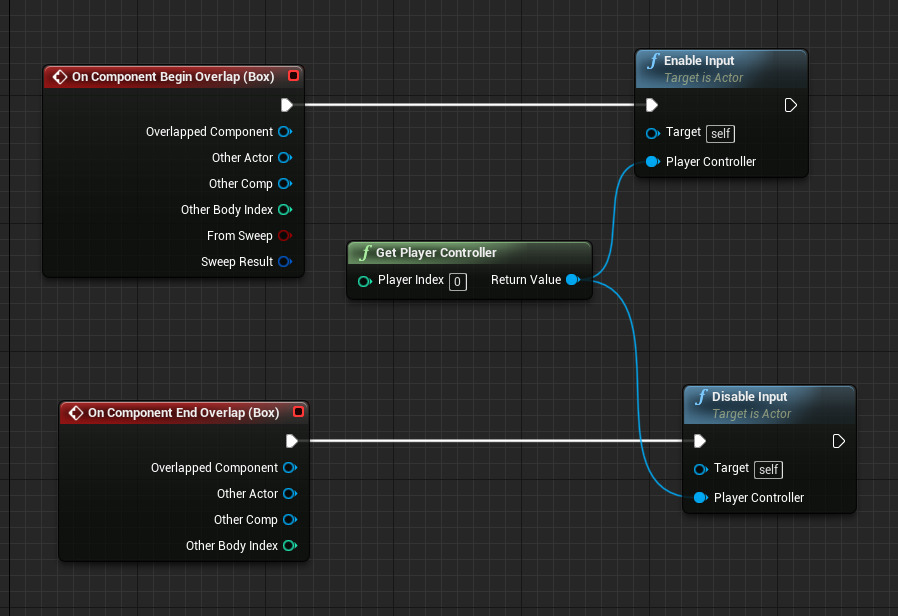 On Component Begin Overlap (Box)
Overlapped Component
Other Actor
Other Comp
Other Body Index
From Sweep
Sweep Result
f Enable Input
Target is Actor
Target self
Player Controller
f Get Player Controller
Player Index 0 Return Value
On Component End Overlap (Box)
Overlapped Component
Other Actor
Other Comp
Other Body Index
f Disable Input
Target is Actor
Target self
Player Controller